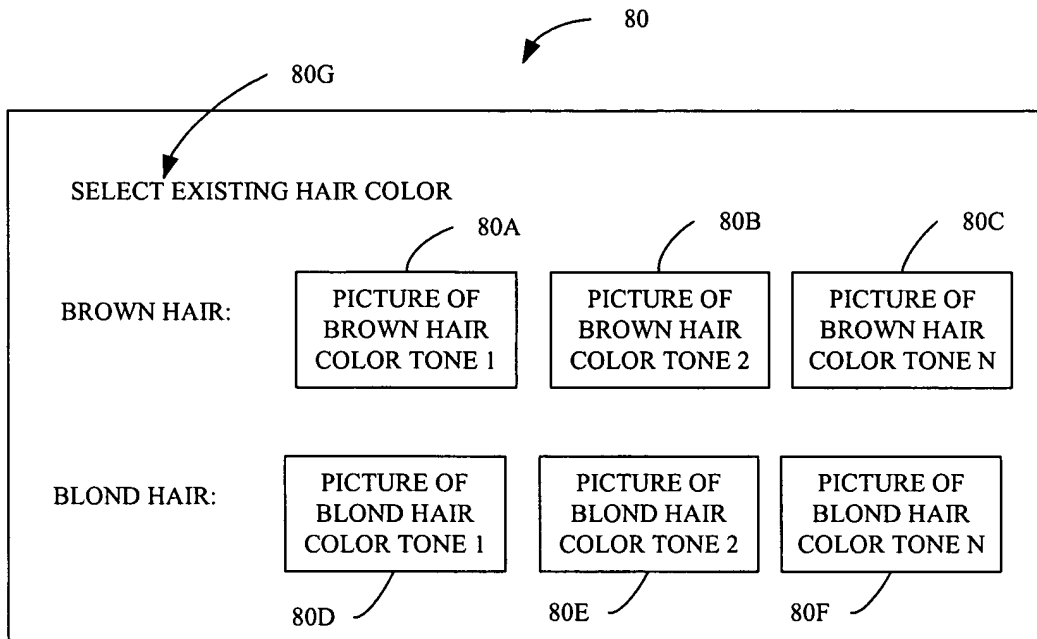 80
80G
SELECT EXISTING HAIR COLOR
80A
80B
80C
BROWN HAIR:
PICTURE OF
BROWN HAIR
COLOR TONE 1
PICTURE OF
BROWN HAIR
COLOR TONE 2
PICTURE OF
BROWN HAIR
COLOR TONE N
BLOND HAIR:
PICTURE OF
BLOND HAIR
COLOR TONE 1
PICTURE OF
BLOND HAIR
COLOR TONE 2
PICTURE OF
BLOND HAIR
COLOR TONE N
80D
80E
80F